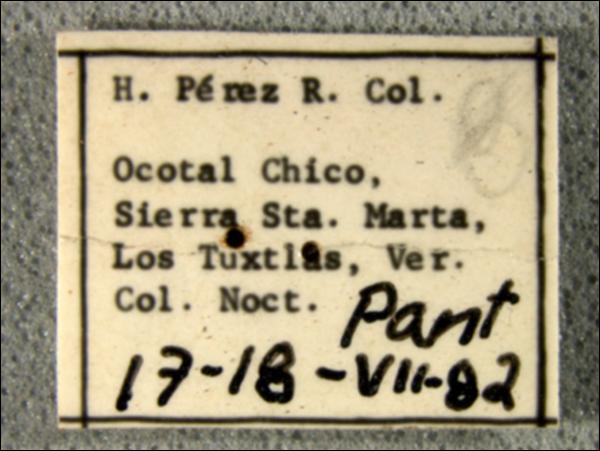 H. Pérez R. Col.
Ocotal Chico,
Sierra Sta. Marta,
Los Tuxtlas, Ver.
Col. Noct. Pant
17-18-VII-82